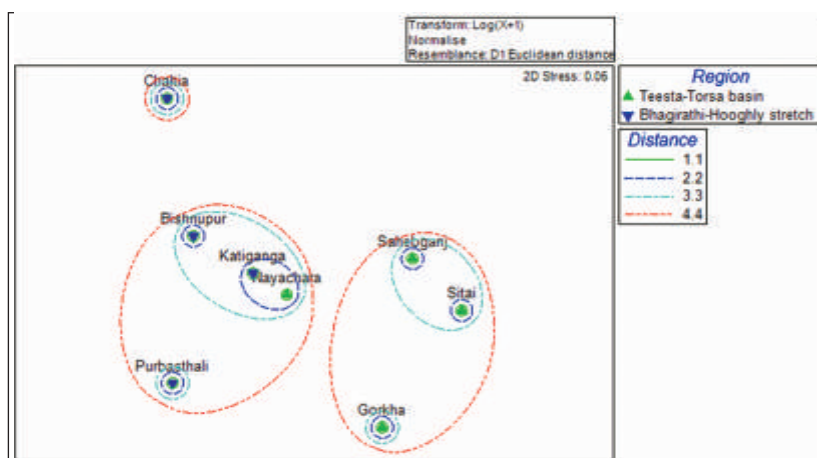 Transform: Log(X+1)
Normalise
Resemblance: D1 Euclidean distance
2D Stress: 0.06
Region
Teesta-Torsa basin
Bhagirathi-Hooghly stretch
Distance
1.1
2.2
3.3
4.4
Bishnupur
Katiganga
Nayachara
Sahebganj
Sitai
Purbasthali
Gorkha